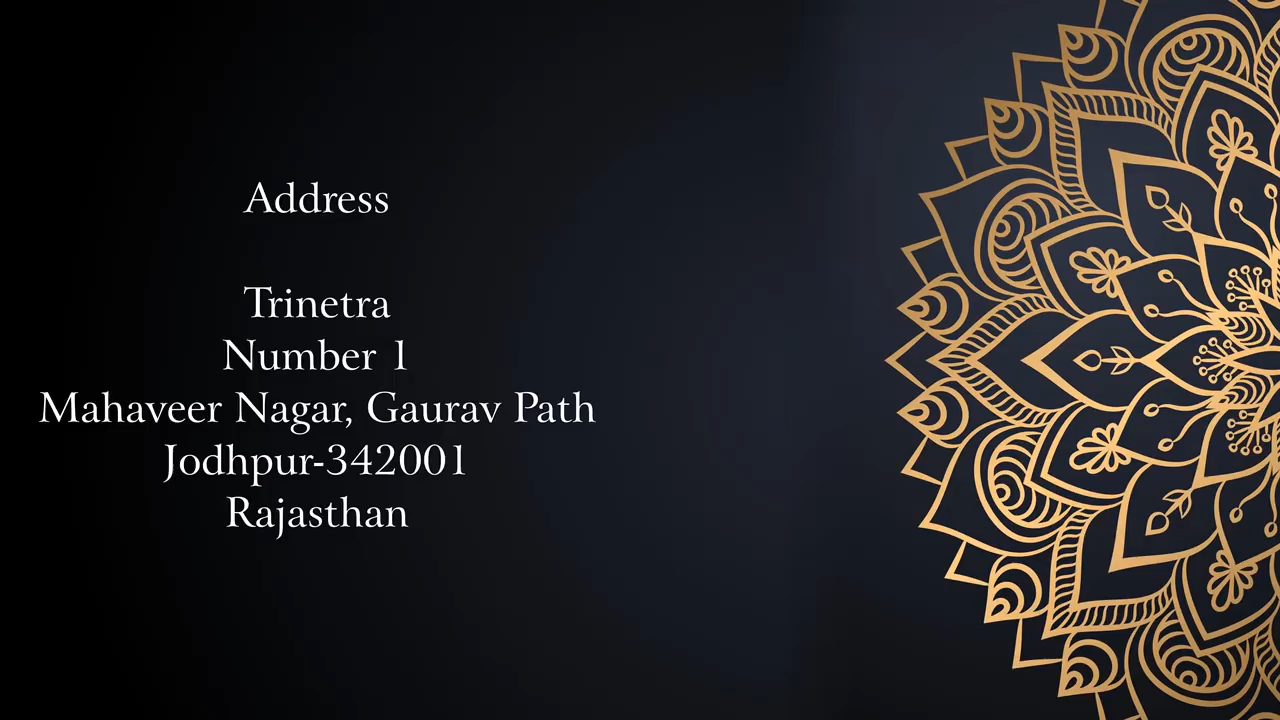 Address
Trinetra
Number 1
Mahaveer Nagar, Gaurav Path
Jodhpur-342001
Rajasthan